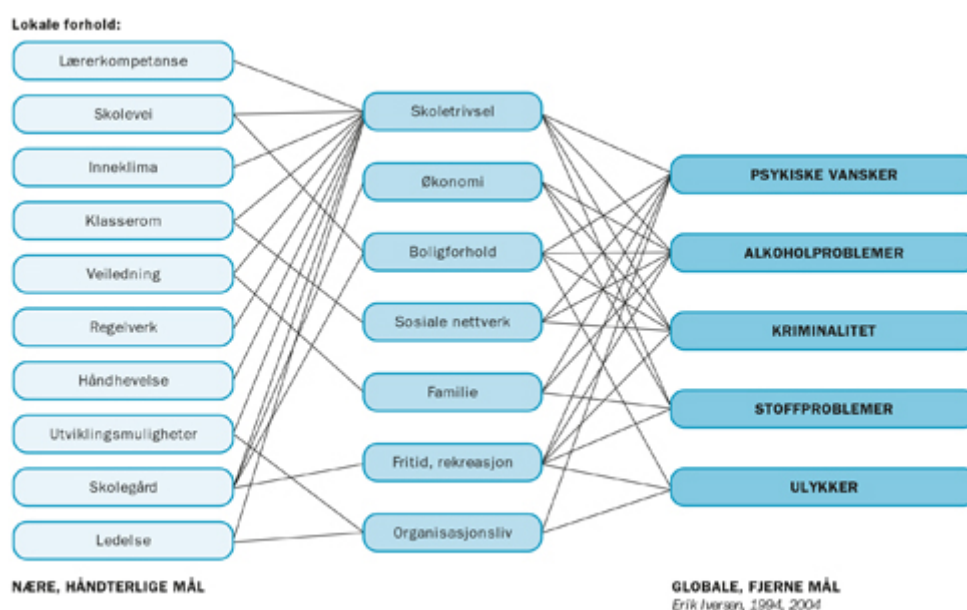 Lokale forhold:
Lærerkompetanse
Skolevei
Inneklima
Klasserom
Veiledning
Regelverk
Håndhevelse
Utviklingsmuligheter
Skolegård
Ledelse
NÆRE, HÅNDTERLIGE MÅL
Skoletrivsel
Økonomi
Boligforhold
Sosiale nettverk
Familie
Fritid, rekreasjon
Organisasjonsliv
PSYKISKE VANSKER
ALKOHOLPROBLEMER
KRIMINALITET
STOFFPROBLEMER
ULYKKER
GLOBALE, FJERNE MÅL
Erik Iversen, 1994, 2004